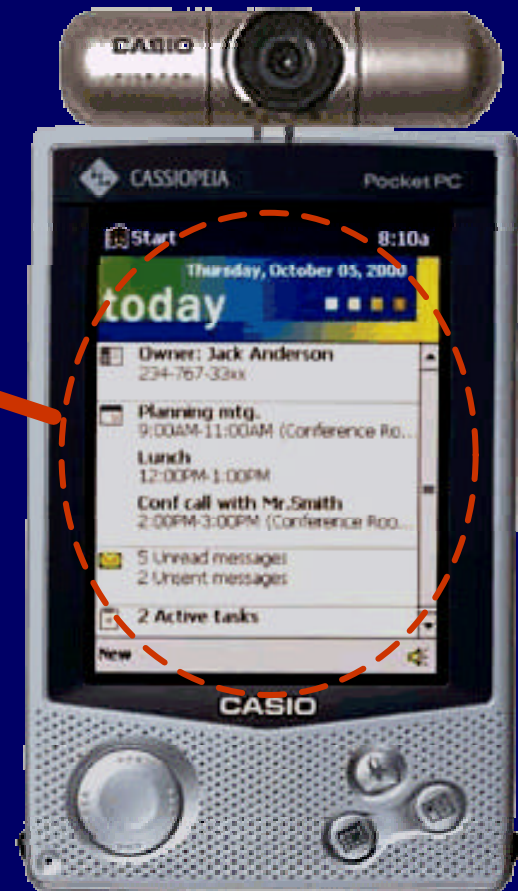 CASIO
CASSIOPEIA Pocket PC
Start 8:10a
Thursday, October 05, 2000
today
Owner: Jack Anderson
234-767-33xx
Planning mtg.
9:00AM-11:00AM (Conference Ro...
Lunch
12:00PM-1:00PM
Conf call with Mr.Smith
2:00PM-3:00PM (Conference Roo...
5 Unread messages
2 Unsent messages
2 Active tasks
New
CASIO